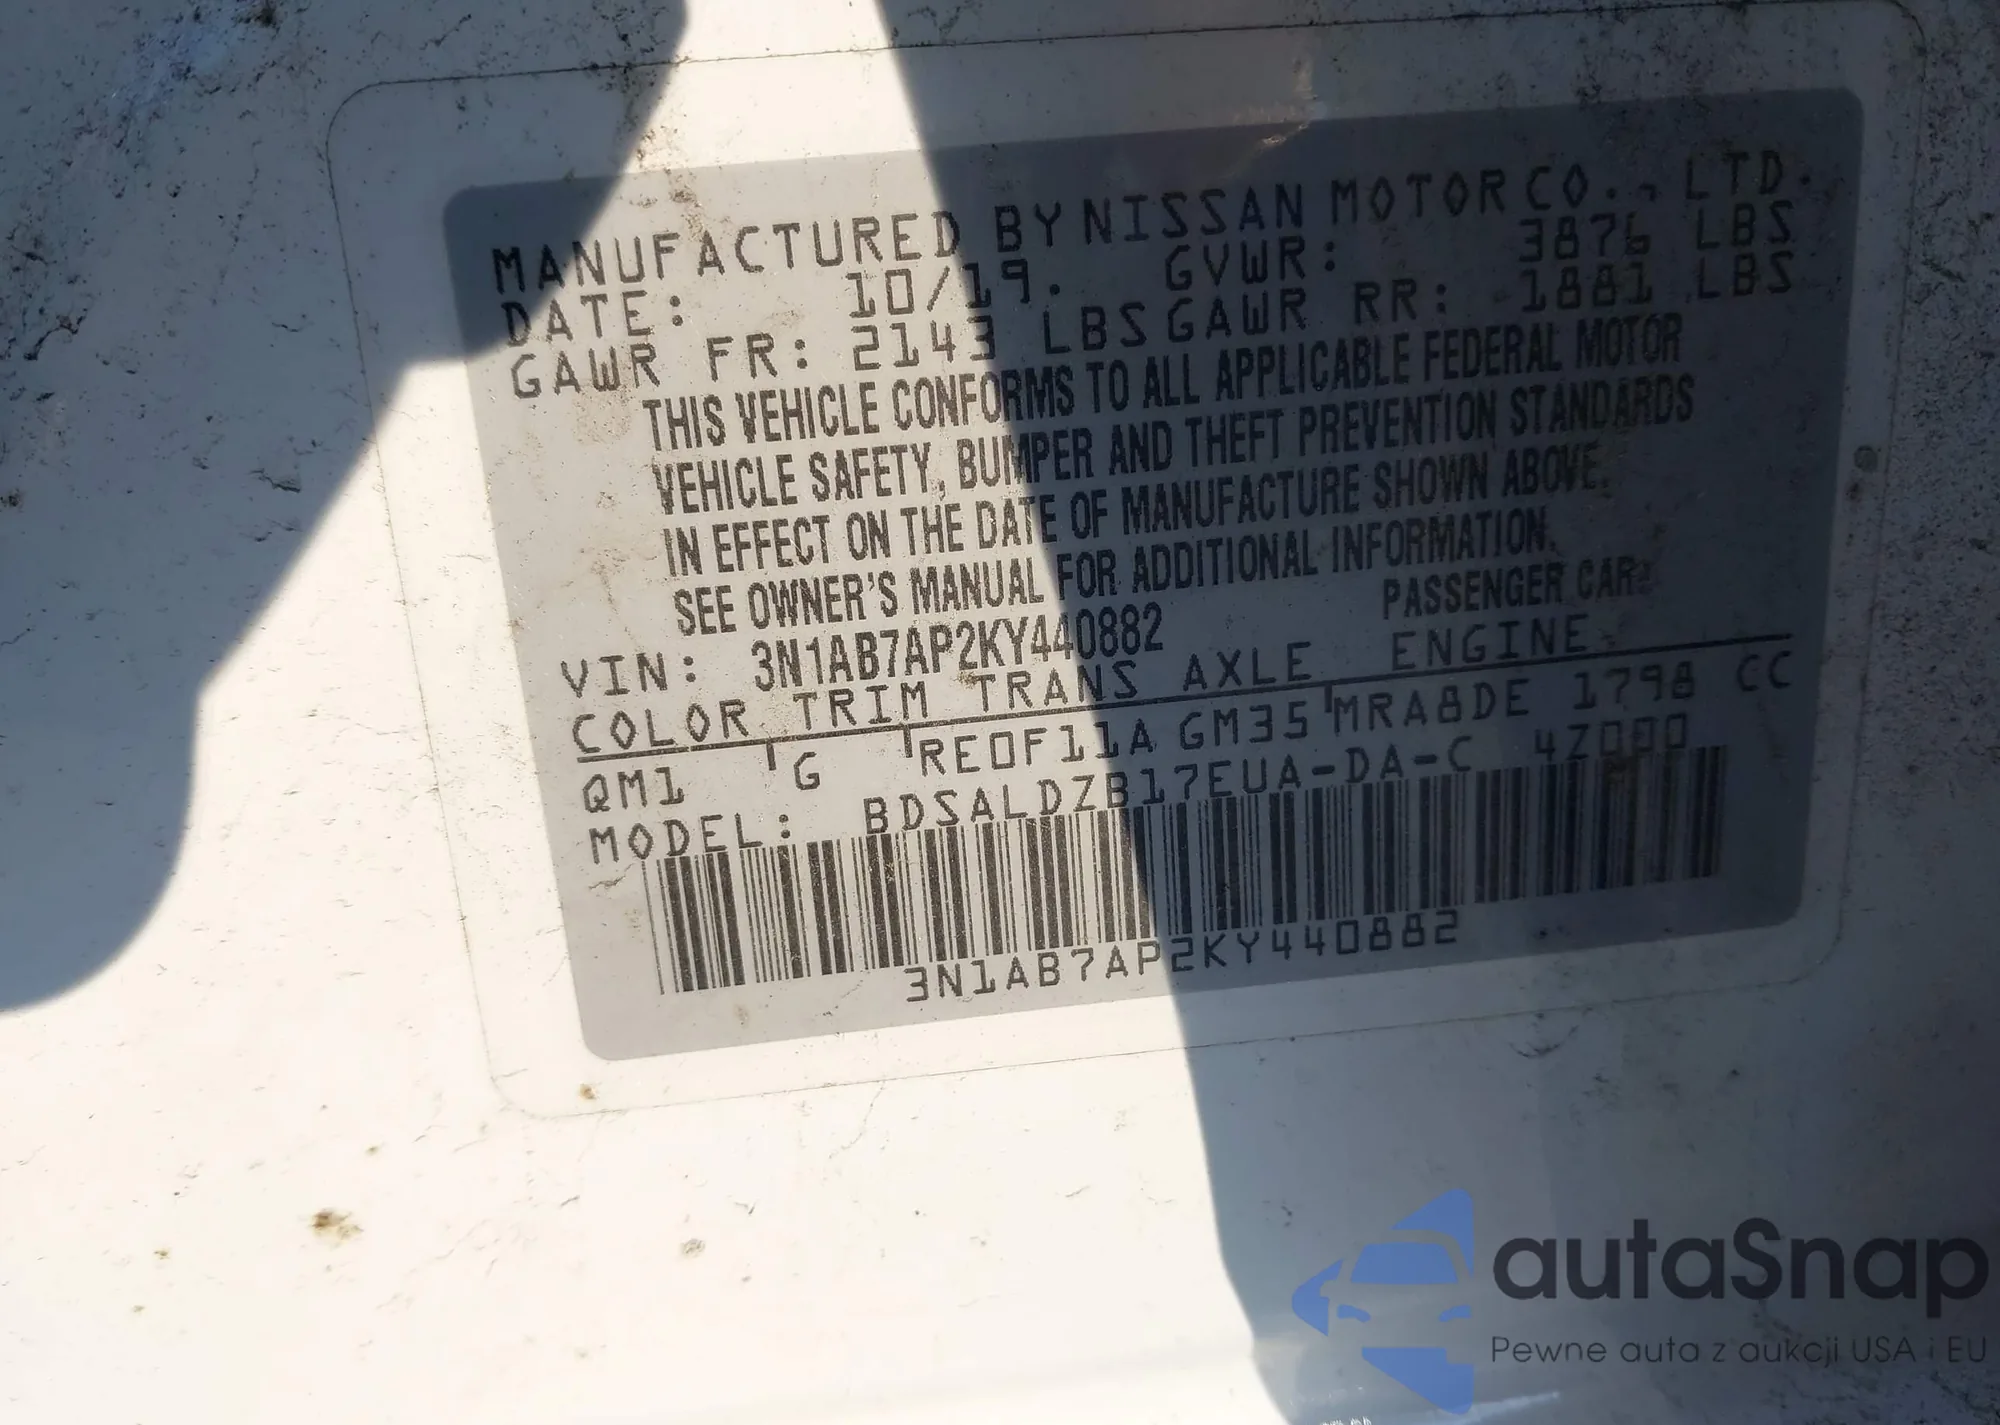 MANUFACTURED BY NISSAN MOTOR CO., LTD.
DATE: 10/19. GVWR: 3876 LBS
GAWR FR: 2143 LBS GAWR RR: 1881 LBS
THIS VEHICLE CONFORMS TO ALL APPLICABLE FEDERAL MOTOR
VEHICLE SAFETY, BUMPER AND THEFT PREVENTION STANDARDS
IN EFFECT ON THE DATE OF MANUFACTURE SHOWN ABOVE.
SEE OWNER'S MANUAL FOR ADDITIONAL INFORMATION.
VIN: 3N1AB7AP2KY440882 PASSENGER CAR
COLOR TRIM TRANS AXLE ENGINE
QM1 G RE0F11A GM35 MRA8DE 1798 CC
MODEL: BDSALDZB17EUA-DA-C 4Z000
3N1AB7AP2KY440882
autaSnap
Pewne auta z aukcji USA i EU